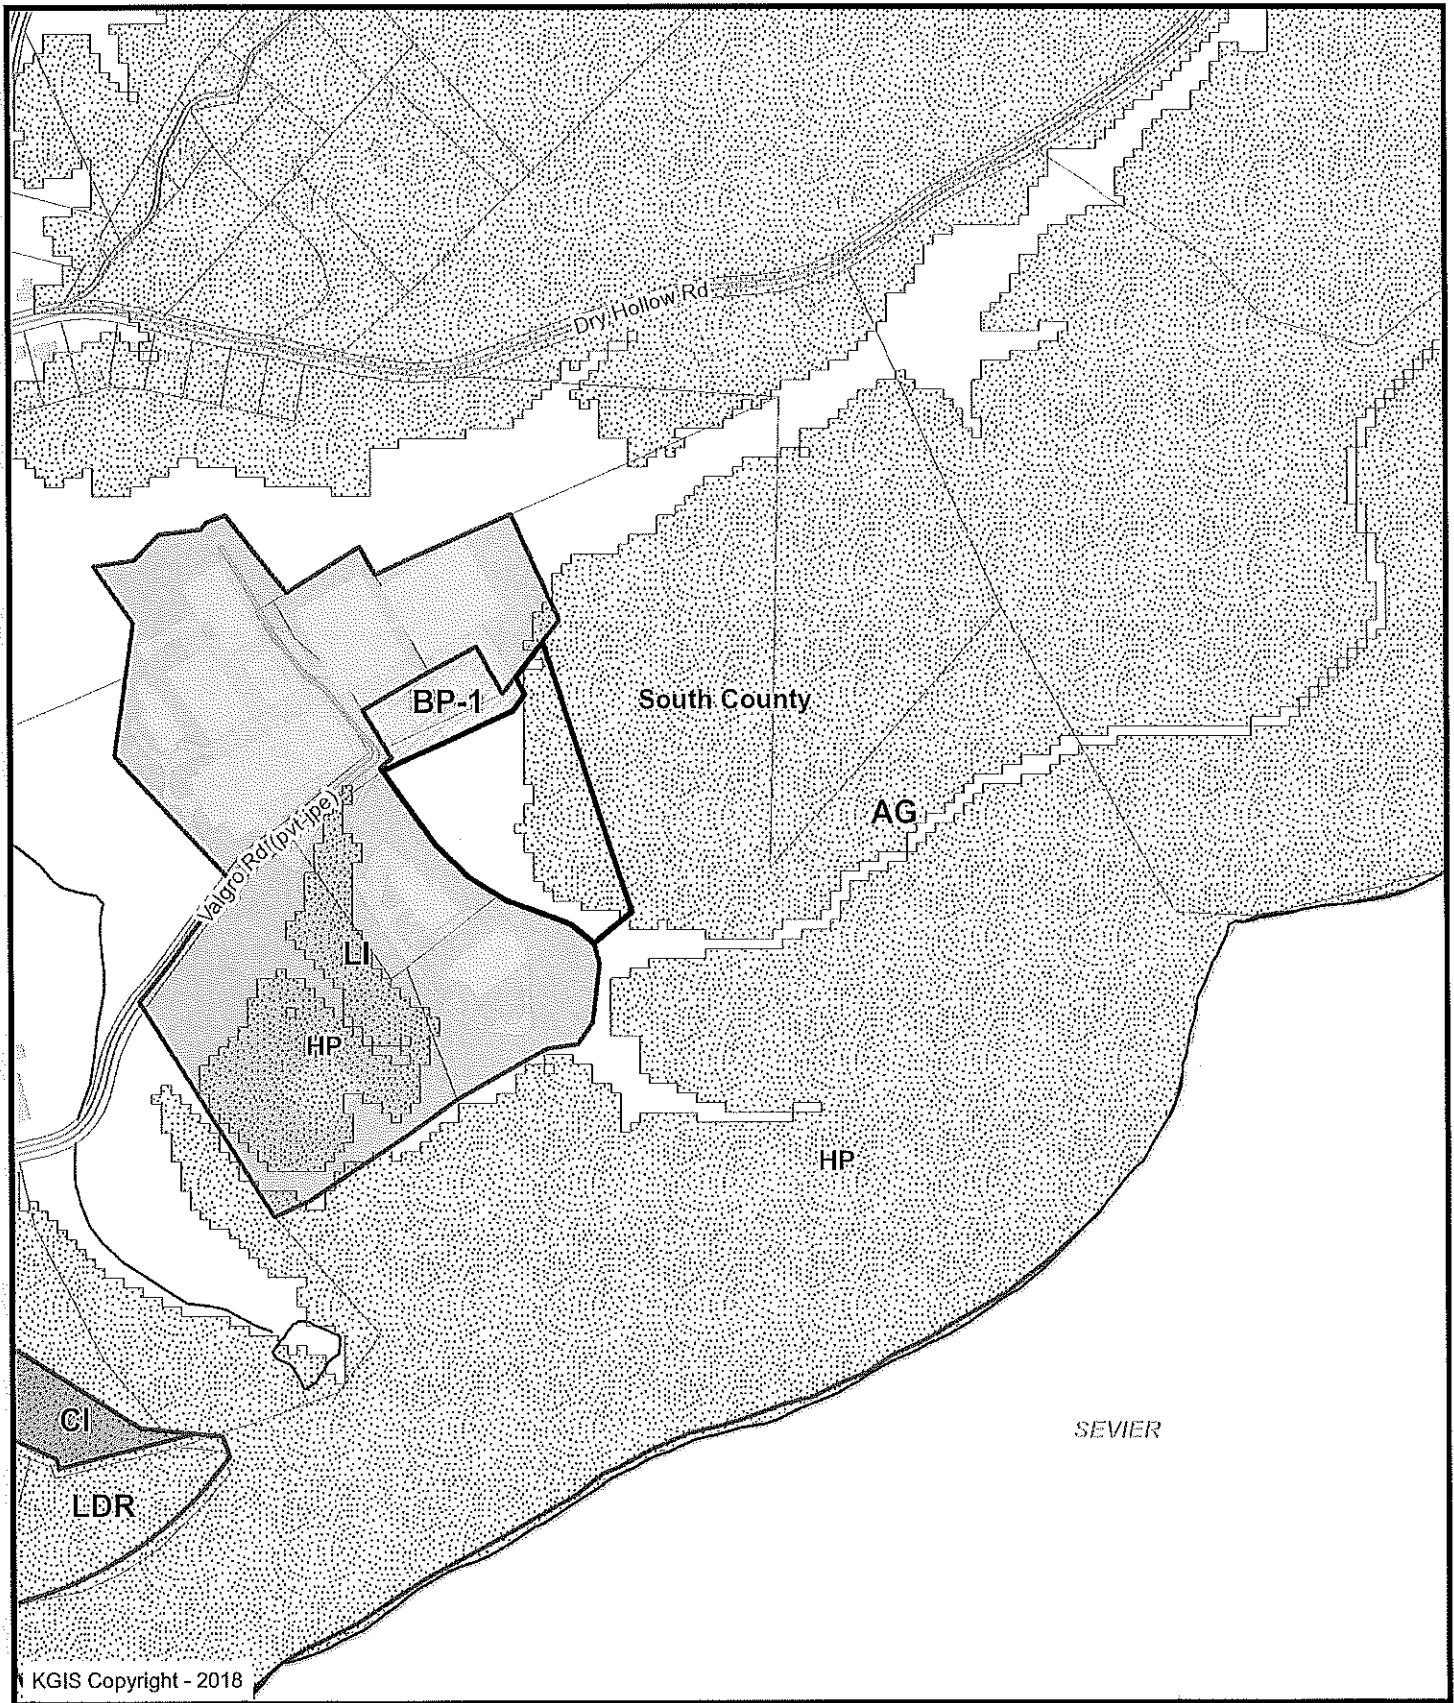 Dry Hollow Rd
BP-1
South County
AG
Valgro Rd (pvt-jpe)
LI
HP
HP
CI
SEVIER
LDR
KGIS Copyright - 2018